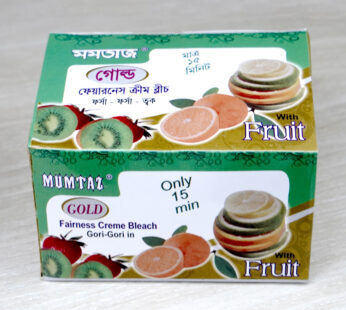 মমতাজ®
গোল্ড
ফেয়ারনেস ক্রীম ব্লীচ
ফর্সা - ফর্সা - ত্বক
মাত্র
১৫
মিনিট
With
Fruit
MUMTAZ®
GOLD
Fairness Creme Bleach
Gori-Gori in
Only
15
min
With
Fruit